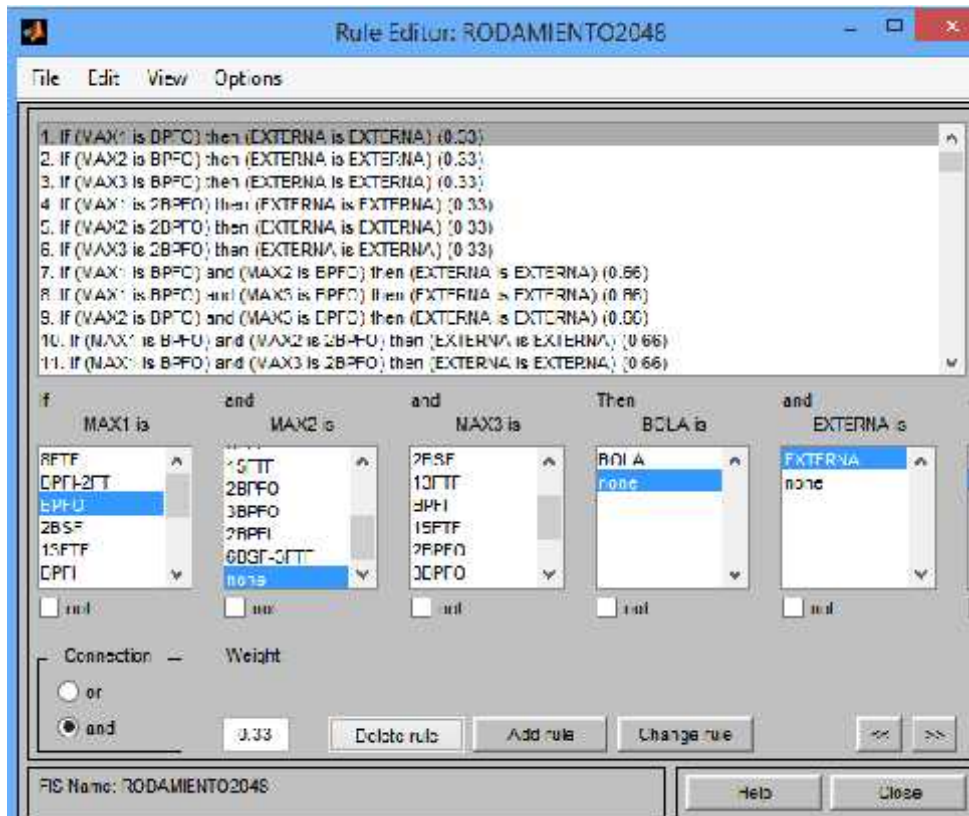 Rule Editor: RODAMIENTO2048
File Edit View Options
1. If (MAX1 is BPFO) then (EXTERNA is EXTERNA) (0.33)
2. If (MAX2 is BPFO) then (EXTERNA is EXTERNA) (0.33)
3. If (MAX3 is BPFO) then (EXTERNA is EXTERNA) (0.33)
4. If (MAX1 is 2BPFO) then (EXTERNA is EXTERNA) (0.33)
5. If (MAX2 is 2BPFO) then (EXTERNA is EXTERNA) (0.33)
6. If (MAX3 is 2BPFO) then (EXTERNA is EXTERNA) (0.33)
7. If (MAX1 is BPFO) and (MAX2 is BPFO) then (EXTERNA is EXTERNA) (0.66)
8. If (MAX1 is BPFO) and (MAX3 is BPFO) then (EXTERNA is EXTERNA) (0.66)
9. If (MAX2 is BPFO) and (MAX3 is BPFO) then (EXTERNA is EXTERNA) (0.66)
10. If (MAX1 is BPFO) and (MAX2 is 2BPFO) then (EXTERNA is EXTERNA) (0.66)
11. If (MAX1 is BPFO) and (MAX3 is 2BPFO) then (EXTERNA is EXTERNA) (0.66)
If and and Then and
MAX1 is MAX2 is MAX3 is BOLA is EXTERNA is
8FTF 15FTF 2BSF BOLA EXTERNA
BPFI-2FT 2BPFO 13FTF none none
BPFO 3BPFO BPFI
2BSF 2BPFI 15FTF
13FTF 6BSF-3FTF 2BPFO
BPFI none 3BPFO
not not not not not
Connection Weight
or
and 0.33 Delete rule Add rule Change rule << >>
FIS Name: RODAMIENTO2048 Help Close